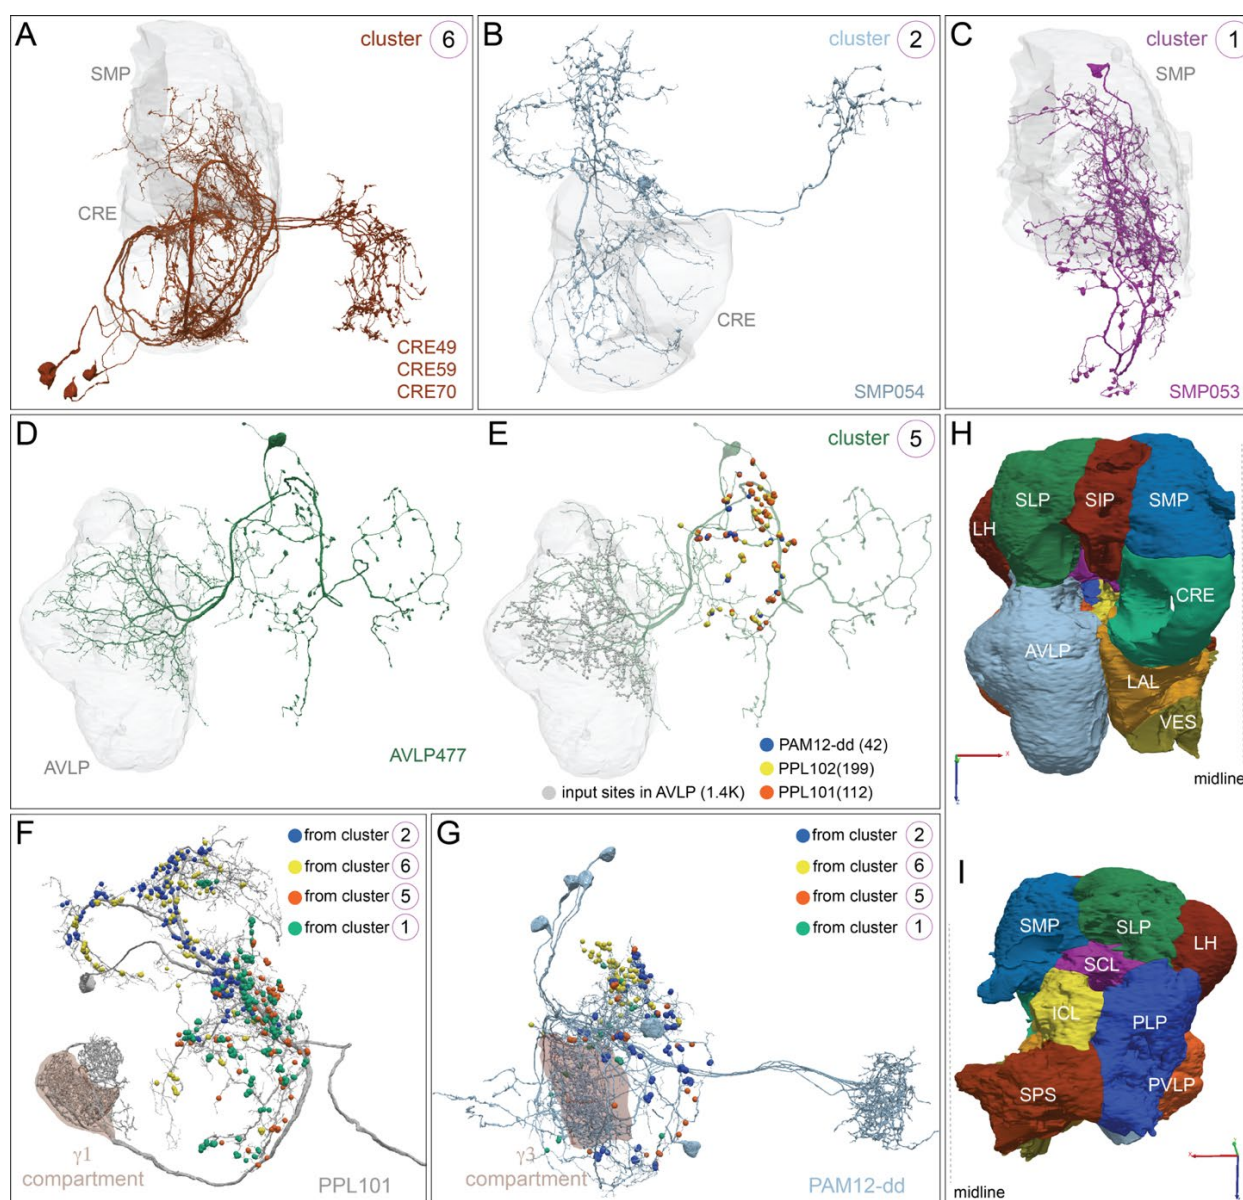 A
cluster 6
SMP
CRE
CRE49
CRE59
CRE70
B
cluster 2
CRE
SMP054
C
cluster 1
SMP
SMP053
D
AVLP
AVLP477
E
cluster 5
PAM12-dd (42)
PPL102(199)
input sites in AVLP (1.4K)
PPL101(112)
H
SLP
SIP
SMP
LH
CRE
AVLP
LAL
VES
x
z
midline
F
from cluster 2
from cluster 6
from cluster 5
from cluster 1
γ1
compartment
PPL101
G
from cluster 2
from cluster 6
from cluster 5
from cluster 1
γ3
compartment
PAM12-dd
I
SMP
SLP
LH
SCL
ICL
PLP
PVLP
SPS
x
midline